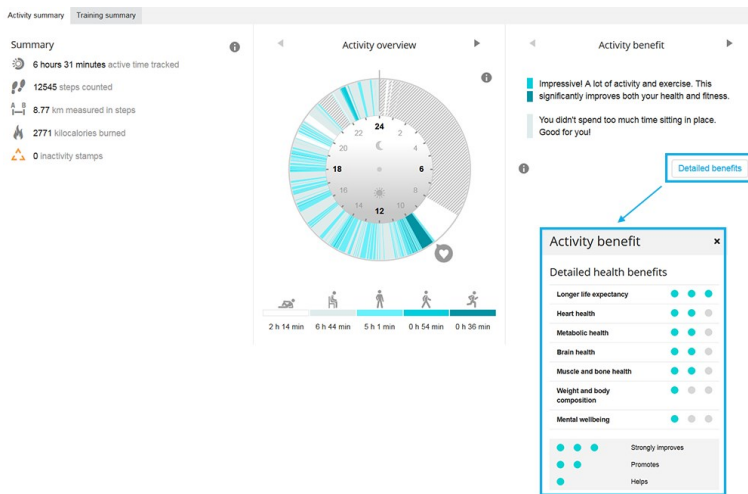 Activity summary
Training summary
Summary
6 hours 31 minutes active time tracked
12545 steps counted
A B
8.77 km measured in steps
2771 kilocalories burned
0 inactivity stamps
Activity overview
24
22 2
20 4
18 6
16 8
14 10
12
2 h 14 min 6 h 44 min 5 h 1 min 0 h 54 min 0 h 36 min
Activity benefit
Impressive! A lot of activity and exercise. This
significantly improves both your health and fitness.
You didn't spend too much time sitting in place.
Good for you!
Detailed benefits
Activity benefit ×
Detailed health benefits
Longer life expectancy
Heart health
Metabolic health
Brain health
Muscle and bone health
Weight and body
composition
Mental wellbeing
Strongly improves
Promotes
Helps